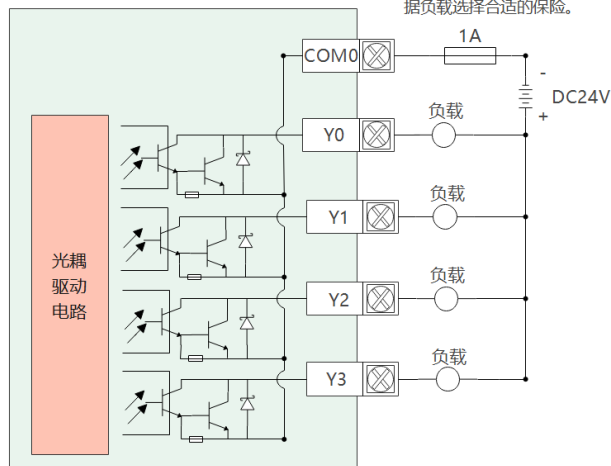 据负载选择合适的保险。
COM0
1A
-
DC24V
+
Y0
负载
Y1
负载
光耦
驱动
电路
Y2
负载
Y3
负载